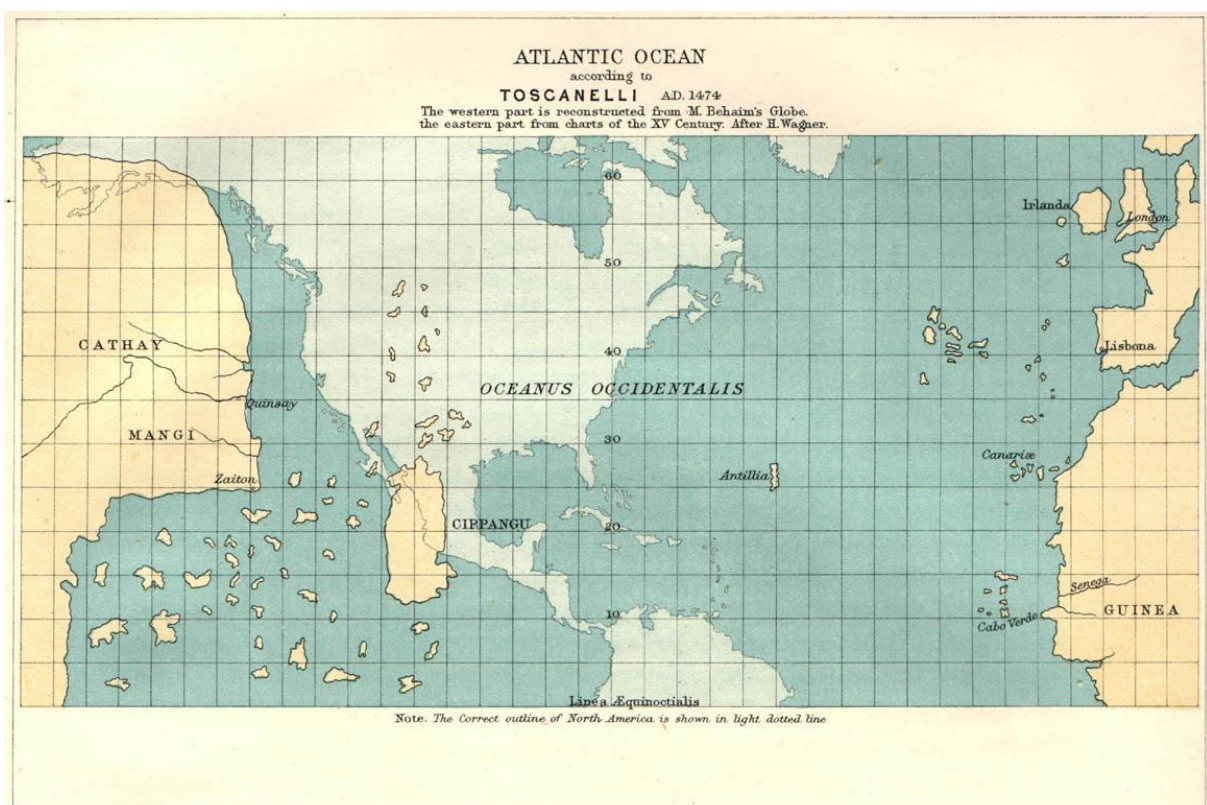 ATLANTIC OCEAN
according to
TOSCANELLI AD. 1474
The western part is reconstructed from M. Behaim's Globe.
the eastern part from charts of the XV Century. After H. Wagner.
60
Irlanda
London
50
CATHAY
40
Lisbona
OCEANUS OCCIDENTALIS
Quinsay
MANGI
30
Canariæ
Zaiton
Antillia
CIPPANGU
20
Senega
10
GUINEA
Cabo Verde
Linea Æquinoctialis
Note. The Correct outline of North America is shown in light dotted line